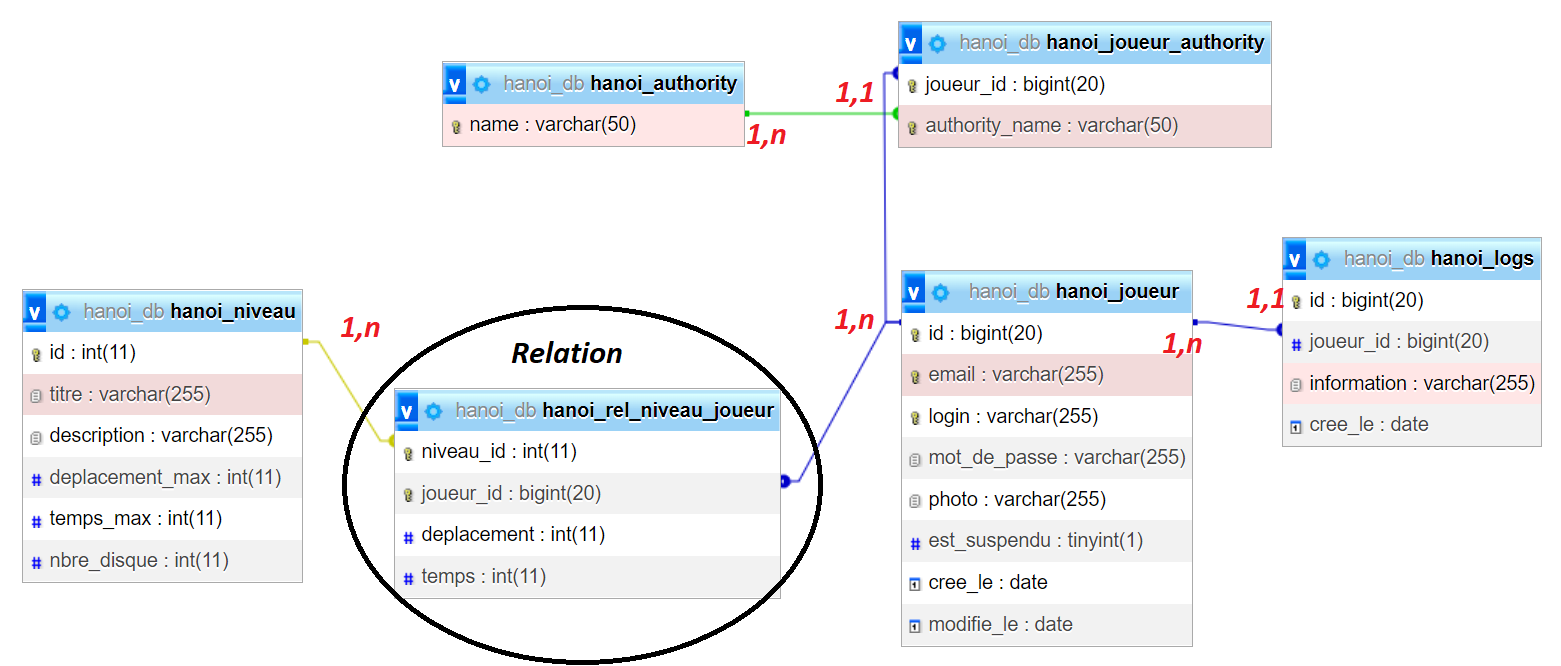 hanoi_db hanoi_authority
name : varchar(50)
1,n
1,1
hanoi_db hanoi_joueur_authority
joueur_id : bigint(20)
authority_name : varchar(50)
hanoi_db hanoi_niveau
id : int(11)
titre : varchar(255)
description : varchar(255)
deplacement_max : int(11)
temps_max : int(11)
nbre_disque : int(11)
1,n
Relation
hanoi_db hanoi_rel_niveau_joueur
niveau_id : int(11)
joueur_id : bigint(20)
deplacement : int(11)
temps : int(11)
1,n
hanoi_db hanoi_joueur
id : bigint(20)
email : varchar(255)
login : varchar(255)
mot_de_passe : varchar(255)
photo : varchar(255)
est_suspendu : tinyint(1)
cree_le : date
modifie_le : date
1,n
1,1
hanoi_db hanoi_logs
id : bigint(20)
joueur_id : bigint(20)
information : varchar(255)
cree_le : date